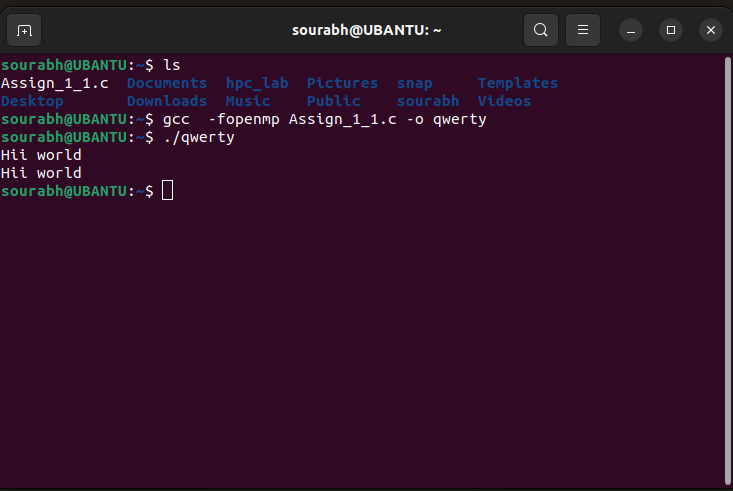 sourabh@UBANTU: ~
sourabh@UBANTU:~$ ls
Assign_1_1.c  Documents  hpc_lab  Pictures  snap     Templates
Desktop       Downloads  Music    Public    sourabh  Videos
sourabh@UBANTU:~$ gcc  -fopenmp Assign_1_1.c -o qwerty
sourabh@UBANTU:~$ ./qwerty
Hii world
Hii world
sourabh@UBANTU:~$